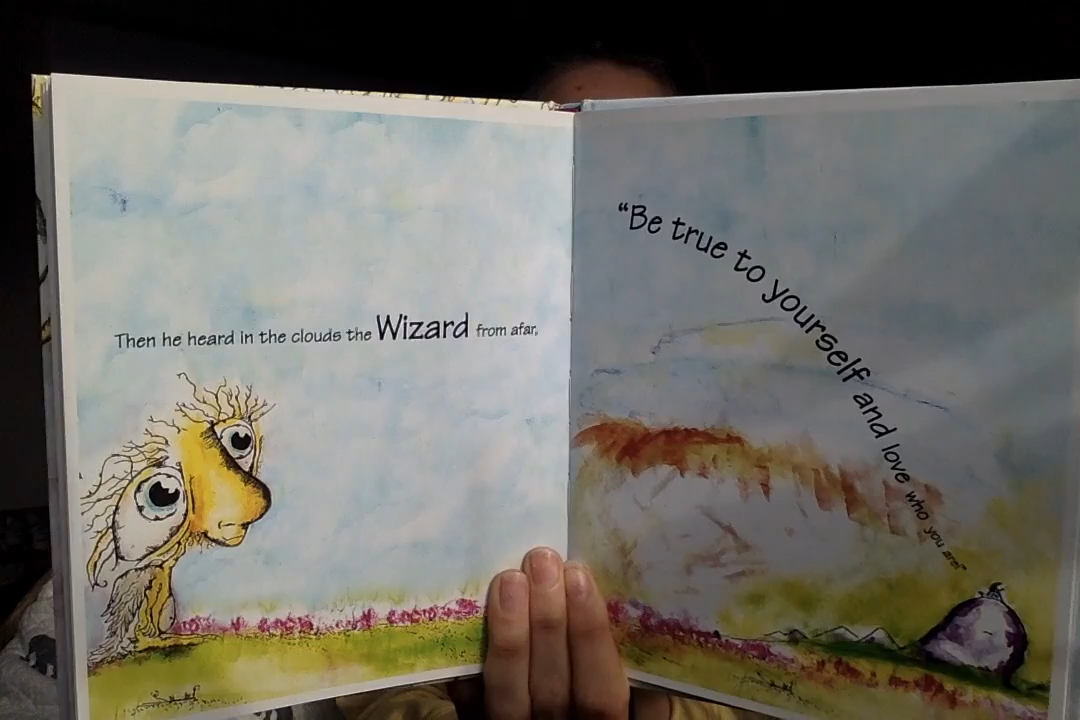 Then he heard in the clouds the Wizard from afar,
“Be true to yourself and love who you are!”